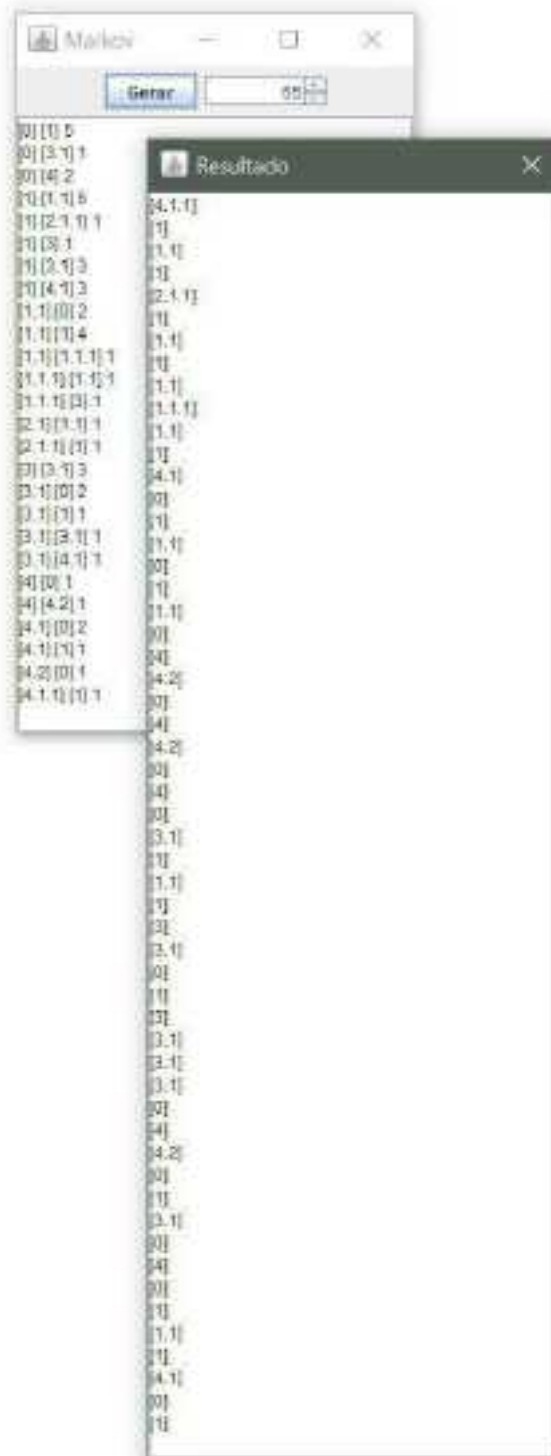 Markov
Gerar 65
[0] [1] 5
[0] [3.1] 1
[0] [4] 2
[1] [1.1] 5
[1] [2.1.1] 1
[1] [3] 1
[1] [3.1] 3
[1] [4.1] 3
[1.1] [0] 2
[1.1] [1] 4
[1.1] [1.1.1] 1
[1.1.1] [1.1] 1
[1.1.1] [3] 1
[2.1] [1.1] 1
[2.1.1] [1] 1
[3] [3.1] 3
[3.1] [0] 2
[3.1] [1] 1
[3.1] [3.1] 1
[3.1] [4.1] 1
[4] [0] 1
[4] [4.2] 1
[4.1] [0] 2
[4.1] [1] 1
[4.2] [0] 1
[4.1.1] [1] 1
Resultado
[4.1.1]
[1]
[1.1]
[1]
[2.1.1]
[1]
[1.1]
[1]
[1.1]
[1.1.1]
[1.1]
[1]
[4.1]
[0]
[1]
[1.1]
[0]
[1]
[1.1]
[0]
[4]
[4.2]
[0]
[4]
[4.2]
[0]
[4]
[0]
[3.1]
[1]
[1.1]
[1]
[3]
[3.1]
[0]
[1]
[3]
[3.1]
[3.1]
[3.1]
[0]
[4]
[4.2]
[0]
[1]
[3.1]
[0]
[4]
[0]
[1]
[1.1]
[1]
[4.1]
[0]
[1]